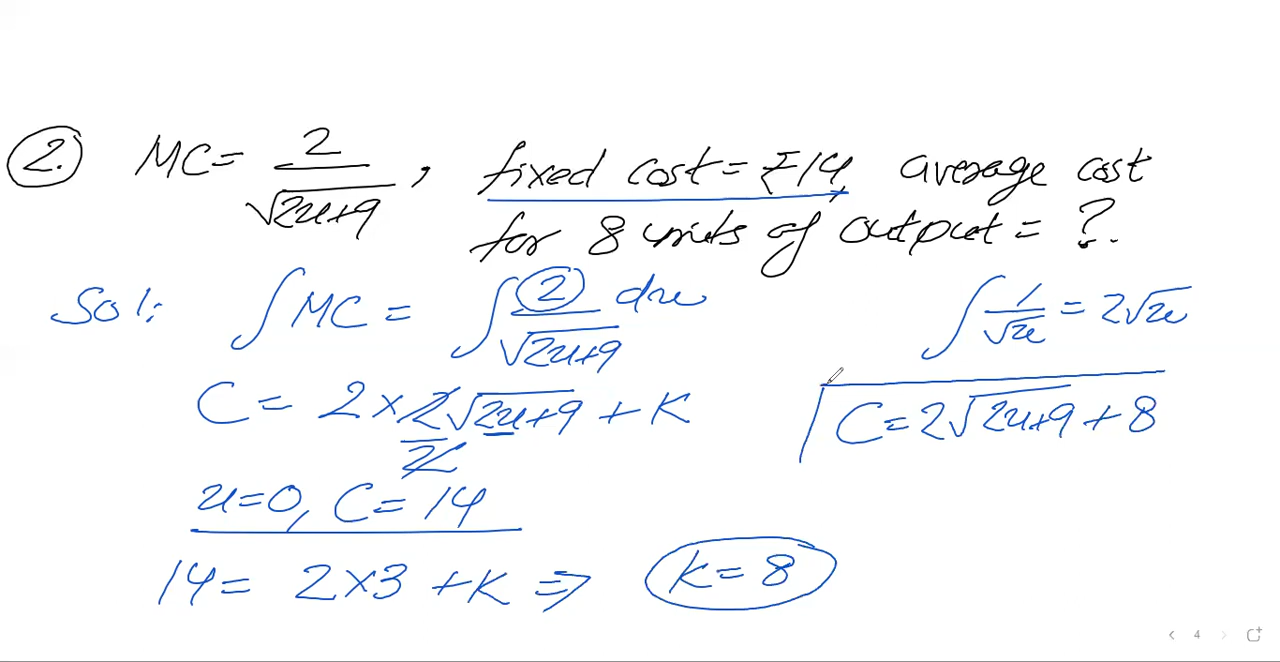 2. MC = 2/√(2x+9), fixed cost = ₹14, average cost
for 8 units of output = ?
Sol: ∫MC = ∫ 2/√(2x+9) dx
∫ 1/√x = 2√x
C = 2 × 2√(2x+9)/2 + K
C = 2√(2x+9) + 8
x=0, C=14
14 = 2×3 + K ⇒ K = 8
4